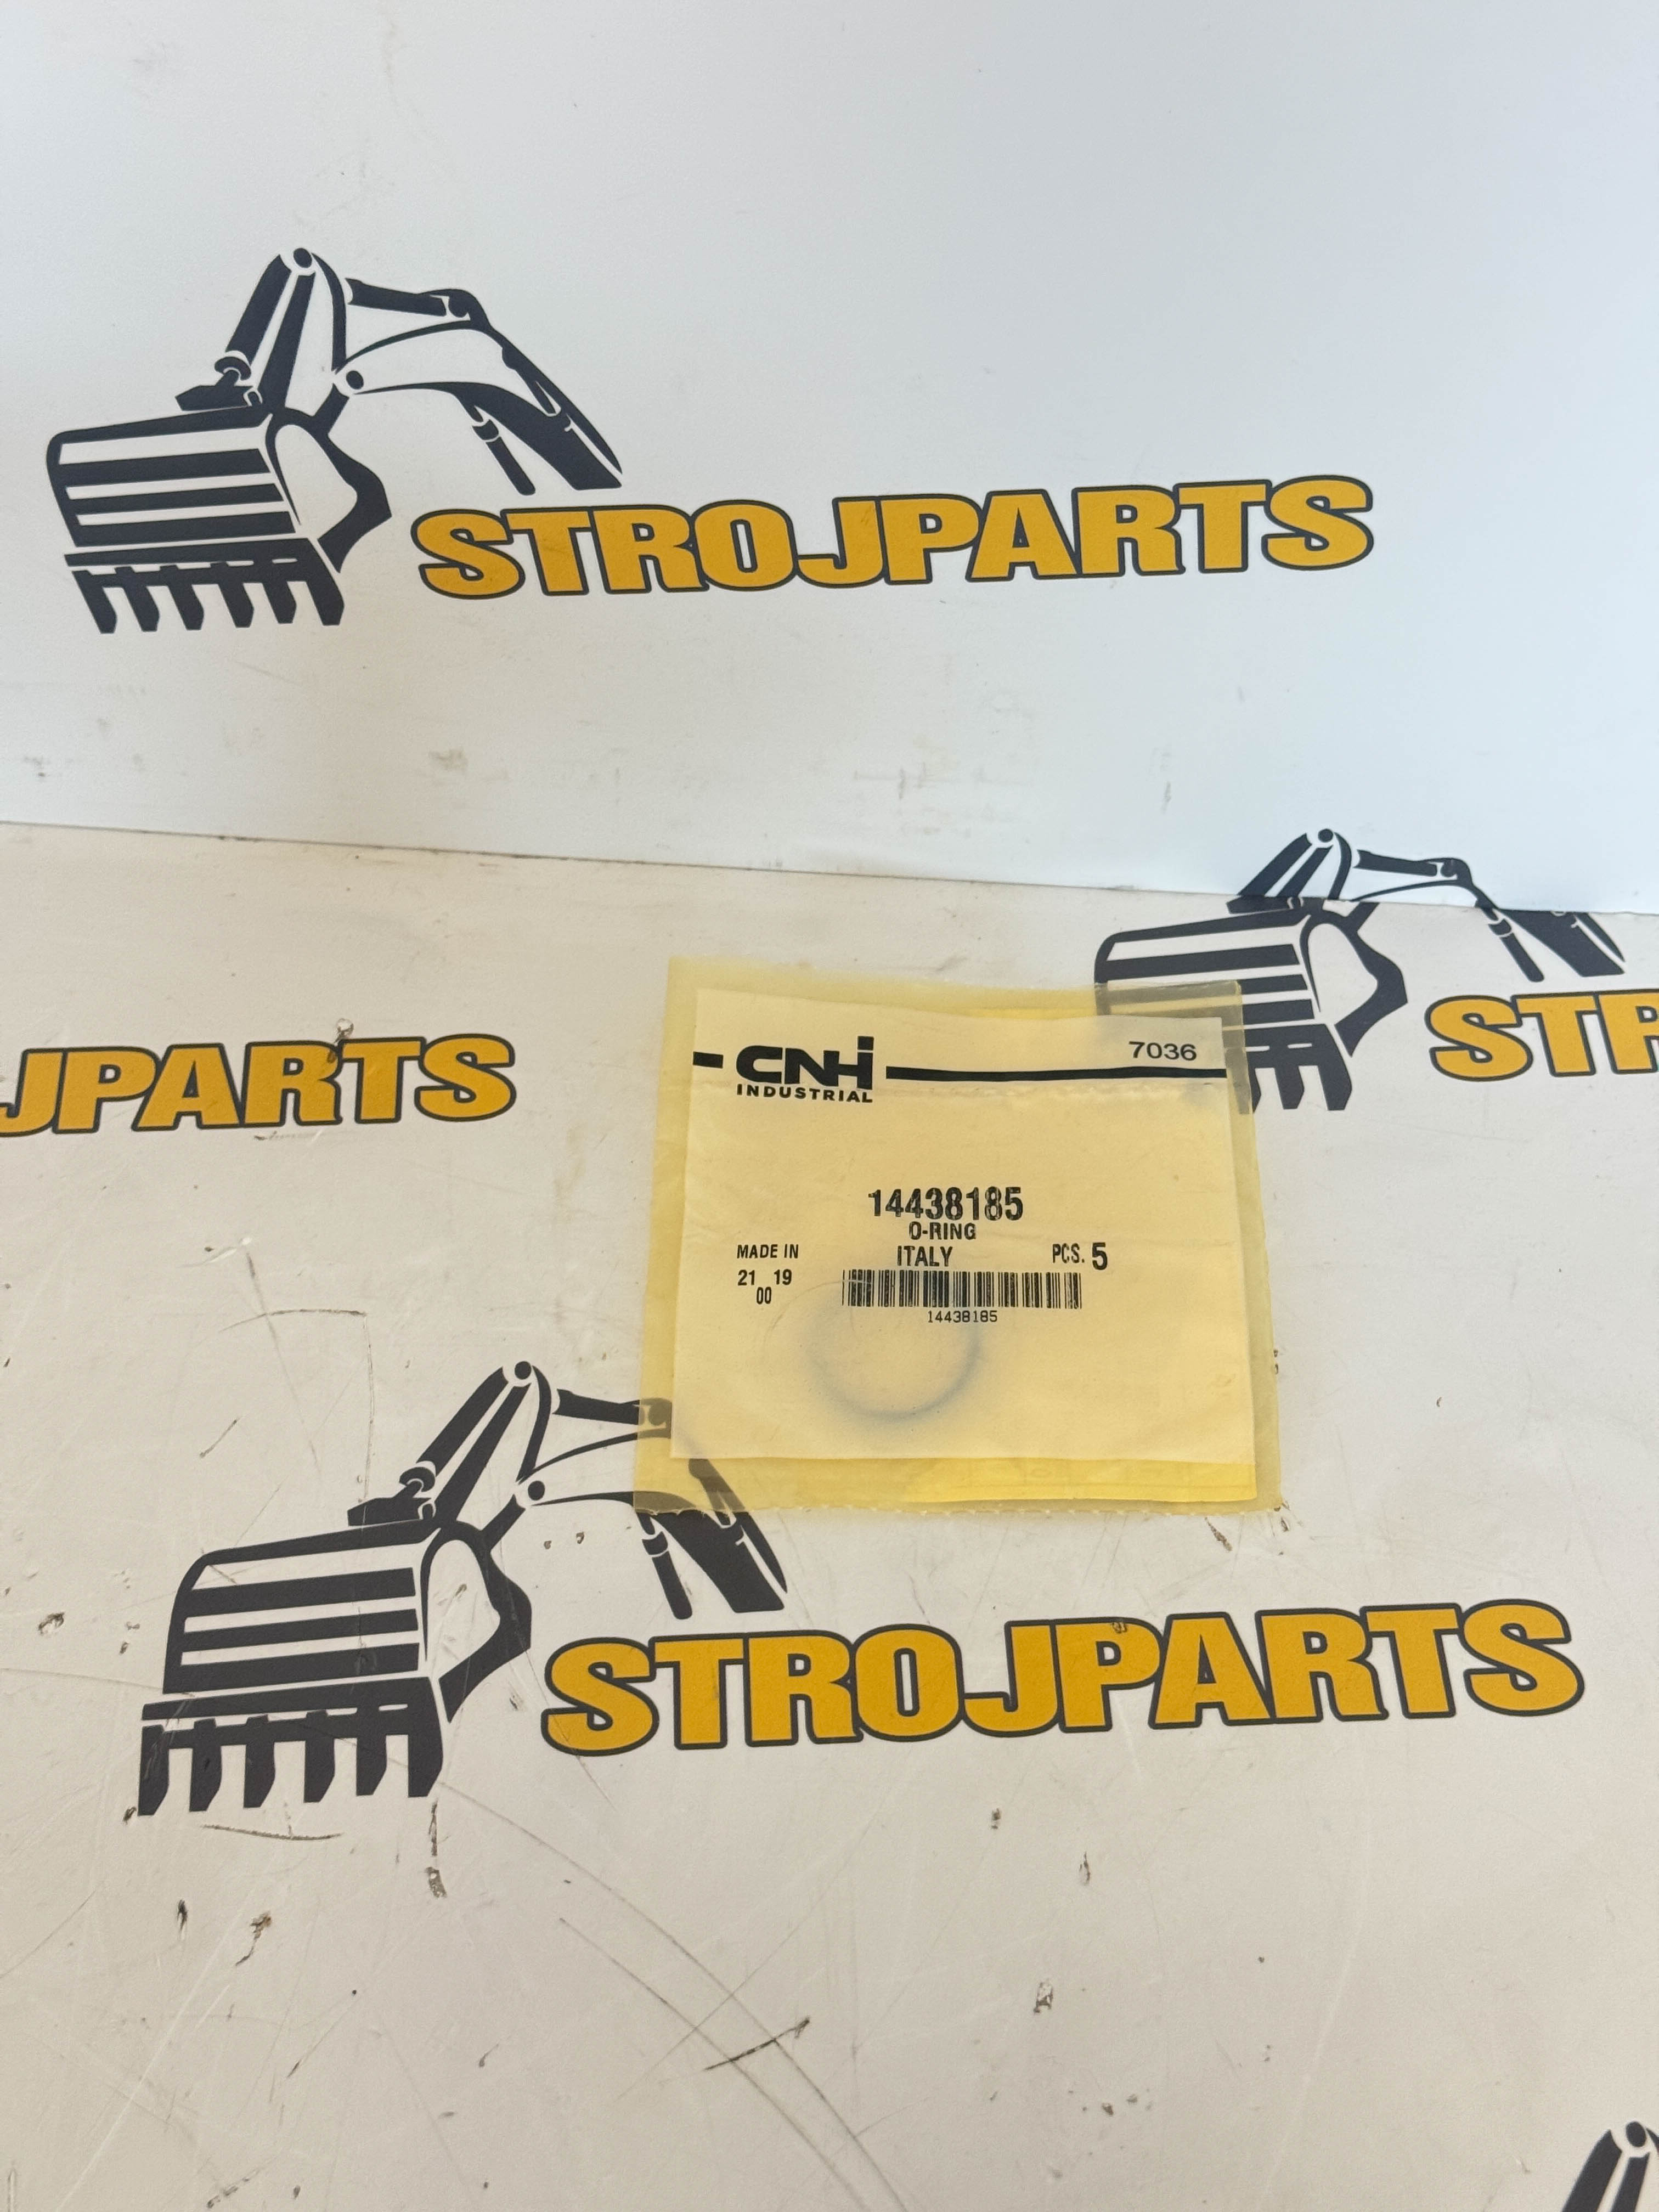 STROJPARTS
JPARTS
STR
CNH
INDUSTRIAL
7036
14438185
O-RING
MADE IN ITALY PCS. 5
21 19
00
14438185
STROJPARTS